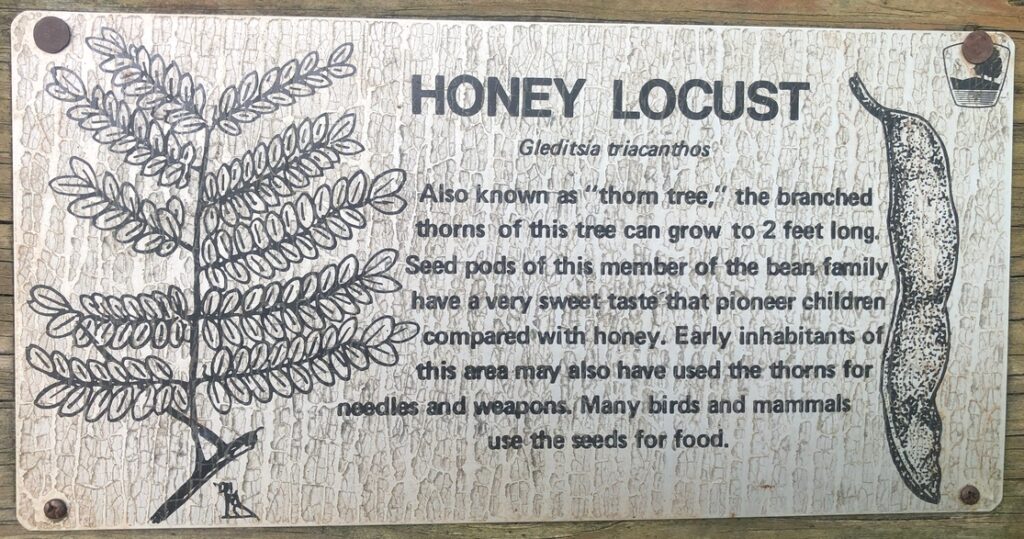 HONEY LOCUST
Gleditsia triacanthos
Also known as "thorn tree," the branched
thorns of this tree can grow to 2 feet long.
Seed pods of this member of the bean family
have a very sweet taste that pioneer children
compared with honey. Early inhabitants of
this area may also have used the thorns for
needles and weapons. Many birds and mammals
use the seeds for food.